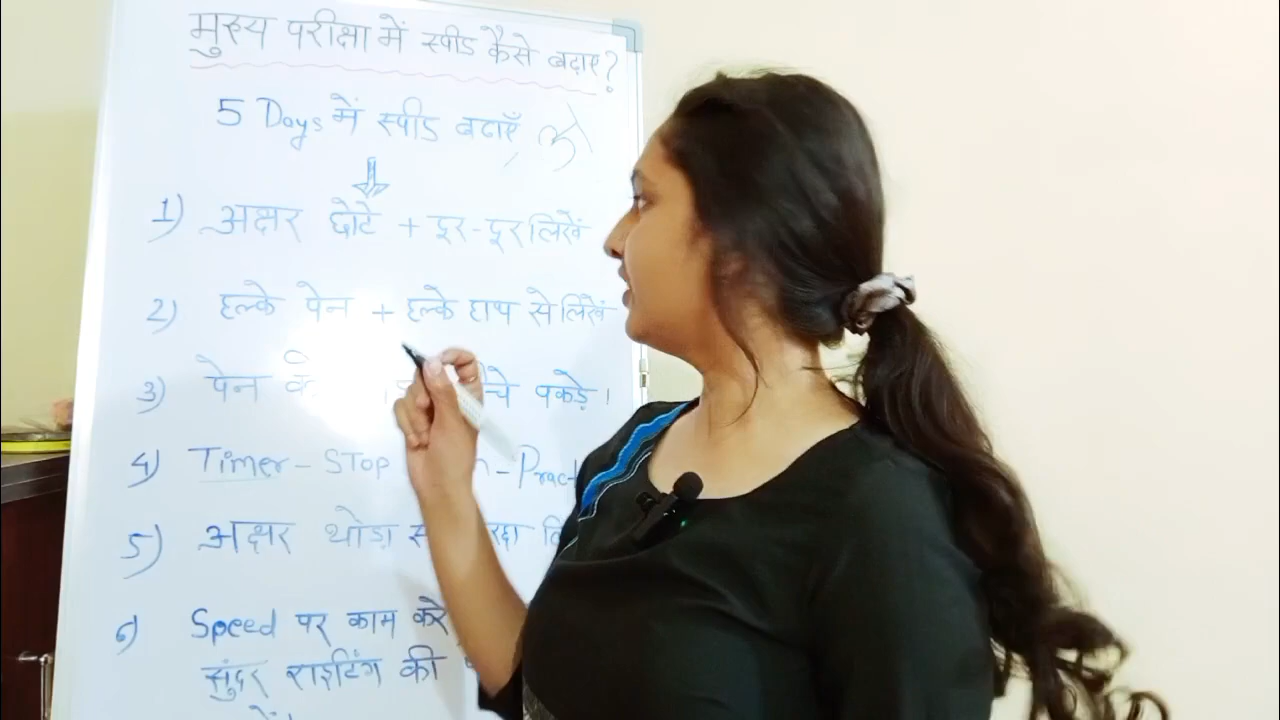 मुख्य परीक्षा में स्पीड कैसे बढ़ाए?
5 Days में स्पीड बढाएँ,
1) अक्षर छोटे + दूर-दूर लिखें
2) हल्के पेन + हल्के हाथ से लिखें
3) पेन पकड़े।
4) Timer - STOP
5) अक्षर थोडा
6) Speed पर काम करे
सुंदर राइटिंग की